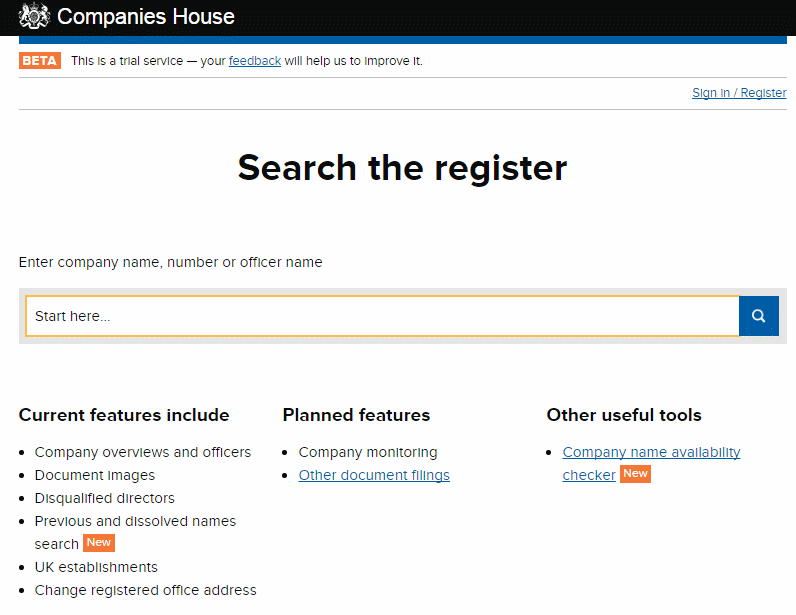 Companies House
BETA This is a trial service — your feedback will help us to improve it.
Sign in / Register
Search the register
Enter company name, number or officer name
Start here...
Current features include
Company overviews and officers
Document images
Disqualified directors
Previous and dissolved names
search New
UK establishments
Change registered office address
Planned features
Company monitoring
Other document filings
Other useful tools
Company name availability
checker New